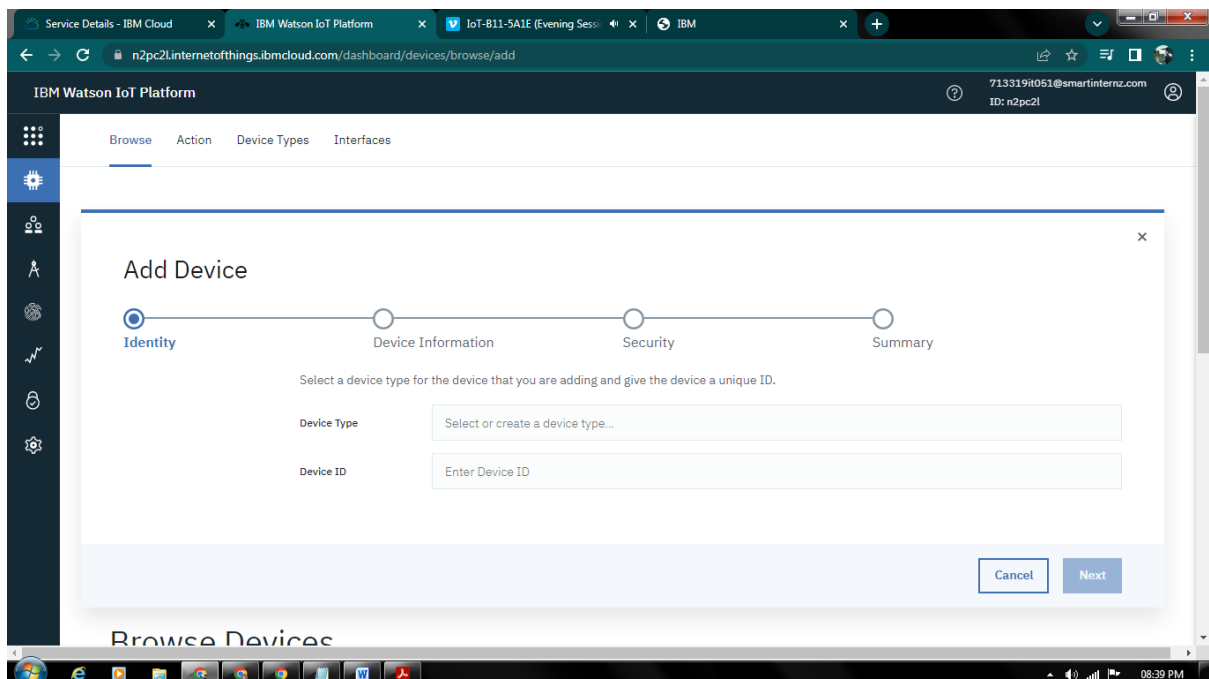 Service Details - IBM Cloud
IBM Watson IoT Platform
IoT-B11-5A1E (Evening Sessi
IBM
n2pc2l.internetofthings.ibmcloud.com/dashboard/devices/browse/add
IBM Watson IoT Platform
713319it051@smartinternz.com
ID: n2pc2l
Browse Action Device Types Interfaces
Add Device
Identity Device Information Security Summary
Select a device type for the device that you are adding and give the device a unique ID.
Device Type Select or create a device type...
Device ID Enter Device ID
Cancel Next
Browse Devices
08:39 PM